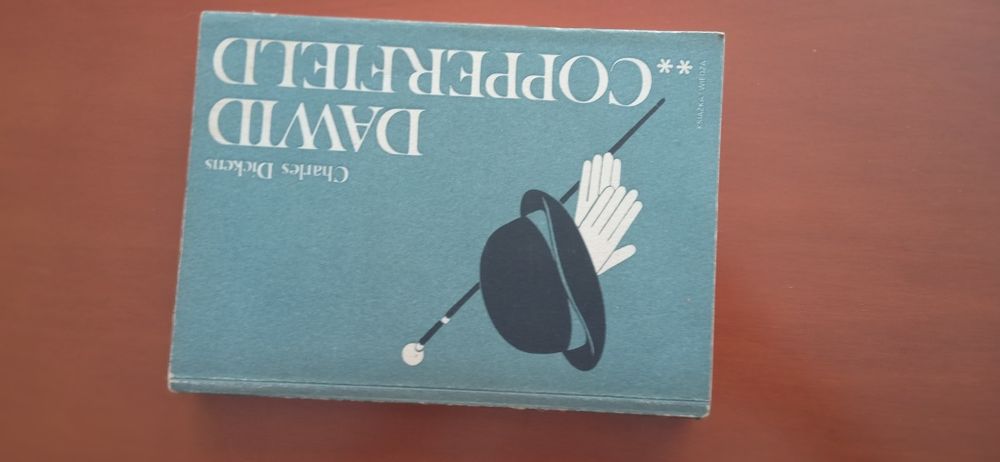 Charles Dickens
DAWID
**COPPERFIELD
KSIĄŻKA I WIEDZA